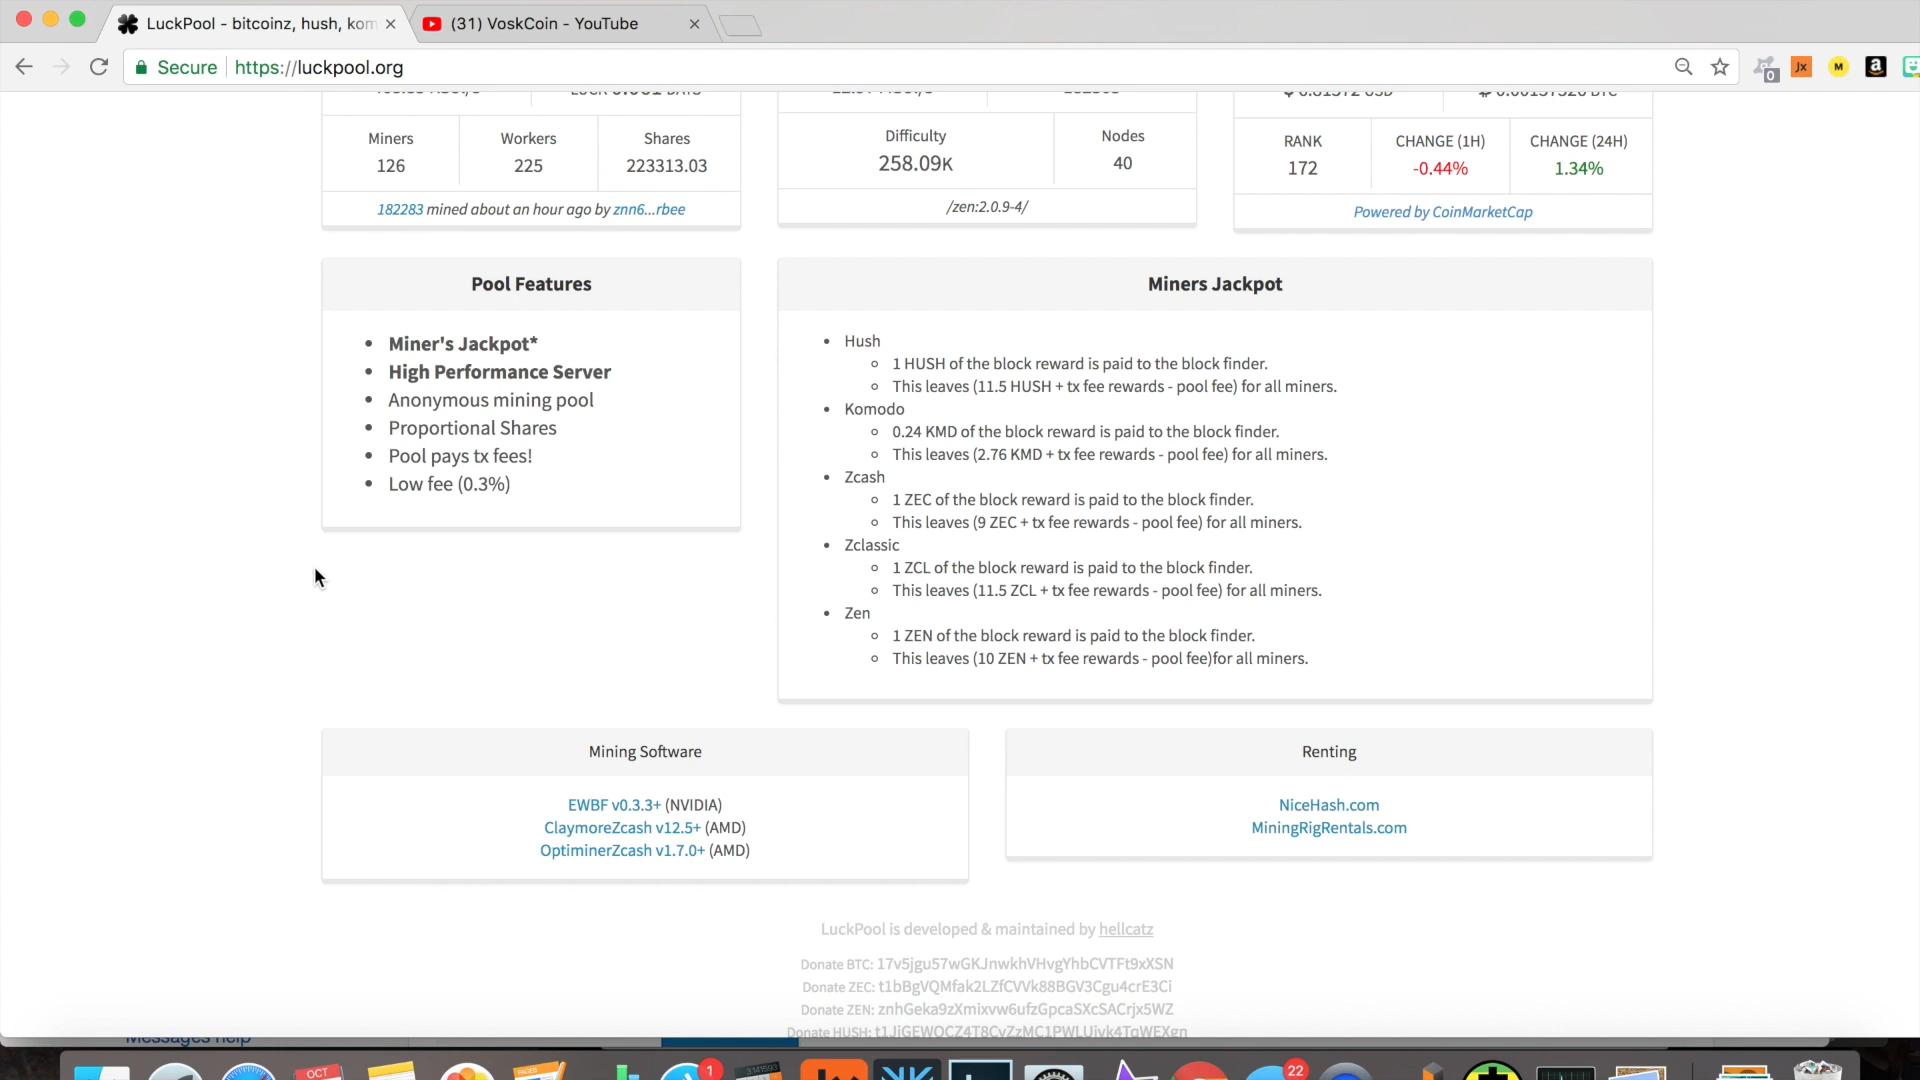 LuckPool - bitcoinz, hush, kom
(31) VoskCoin - YouTube
Secure https://luckpool.org
0 Jx M a
Miners Workers Shares
126 225 223313.03
182283 mined about an hour ago by znn6...rbee
Difficulty Nodes
258.09K 40
/zen:2.0.9-4/
RANK CHANGE (1H) CHANGE (24H)
172 -0.44% 1.34%
Powered by CoinMarketCap
Pool Features
• Miner's Jackpot*
• High Performance Server
• Anonymous mining pool
• Proportional Shares
• Pool pays tx fees!
• Low fee (0.3%)
Miners Jackpot
• Hush
1 HUSH of the block reward is paid to the block finder.
This leaves (11.5 HUSH + tx fee rewards - pool fee) for all miners.
• Komodo
0.24 KMD of the block reward is paid to the block finder.
This leaves (2.76 KMD + tx fee rewards - pool fee) for all miners.
• Zcash
1 ZEC of the block reward is paid to the block finder.
This leaves (9 ZEC + tx fee rewards - pool fee) for all miners.
• Zclassic
1 ZCL of the block reward is paid to the block finder.
This leaves (11.5 ZCL + tx fee rewards - pool fee) for all miners.
• Zen
1 ZEN of the block reward is paid to the block finder.
This leaves (10 ZEN + tx fee rewards - pool fee)for all miners.
Mining Software
EWBF v0.3.3+ (NVIDIA)
ClaymoreZcash v12.5+ (AMD)
OptiminerZcash v1.7.0+ (AMD)
Renting
NiceHash.com
MiningRigRentals.com
LuckPool is developed & maintained by hellcatz
Donate BTC: 17v5jgu57wGKJnwkhVHvgYhbCVTFt9xXSN
Donate ZEC: t1bBgVQMfak2LZfCVVk88BGV3Cgu4crE3Ci
Donate ZEN: znhGeka9zXmixvw6ufzGpcaSXcSACrjx5WZ
Donate HUSH: t1JiGEWOCZ4T8CvZzMC1PWLUivk4TqWEXgn
Messages help
OCT
PAGES
1
22